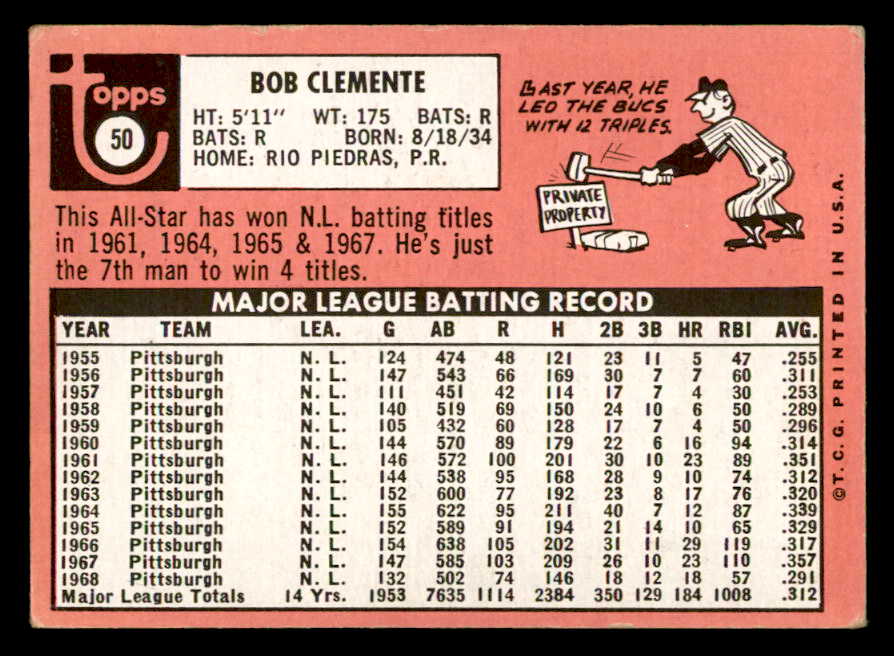 topps
50
BOB CLEMENTE
HT: 5'11" WT: 175 BATS: R
BATS: R BORN: 8/18/34
HOME: RIO PIEDRAS, P.R.
LAST YEAR, HE
LED THE BUCS
WITH 12 TRIPLES.
PRIVATE
PROPERTY
This All-Star has won N.L. batting titles
in 1961, 1964, 1965 & 1967. He's just
the 7th man to win 4 titles.
MAJOR LEAGUE BATTING RECORD
YEAR TEAM LEA. G AB R H 2B 3B HR RBI AVG.
1955 Pittsburgh N. L. 124 474 48 121 23 11 5 47 .255
1956 Pittsburgh N. L. 147 543 66 169 30 7 7 60 .311
1957 Pittsburgh N. L. 111 451 42 114 17 7 4 30 .253
1958 Pittsburgh N. L. 140 519 69 150 24 10 6 50 .289
1959 Pittsburgh N. L. 105 432 60 128 17 7 4 50 .296
1960 Pittsburgh N. L. 144 570 89 179 22 6 16 94 .314
1961 Pittsburgh N. L. 146 572 100 201 30 10 23 89 .351
1962 Pittsburgh N. L. 144 538 95 168 28 9 10 74 .312
1963 Pittsburgh N. L. 152 600 77 192 23 8 17 76 .320
1964 Pittsburgh N. L. 155 622 95 211 40 7 12 87 .339
1965 Pittsburgh N. L. 152 589 91 194 21 14 10 65 .329
1966 Pittsburgh N. L. 154 638 105 202 31 11 29 119 .317
1967 Pittsburgh N. L. 147 585 103 209 26 10 23 110 .357
1968 Pittsburgh N. L. 132 502 74 146 18 12 18 57 .291
Major League Totals 14 Yrs. 1953 7635 1114 2384 350 129 184 1008 .312
©T. C. G. PRINTED IN U.S.A.